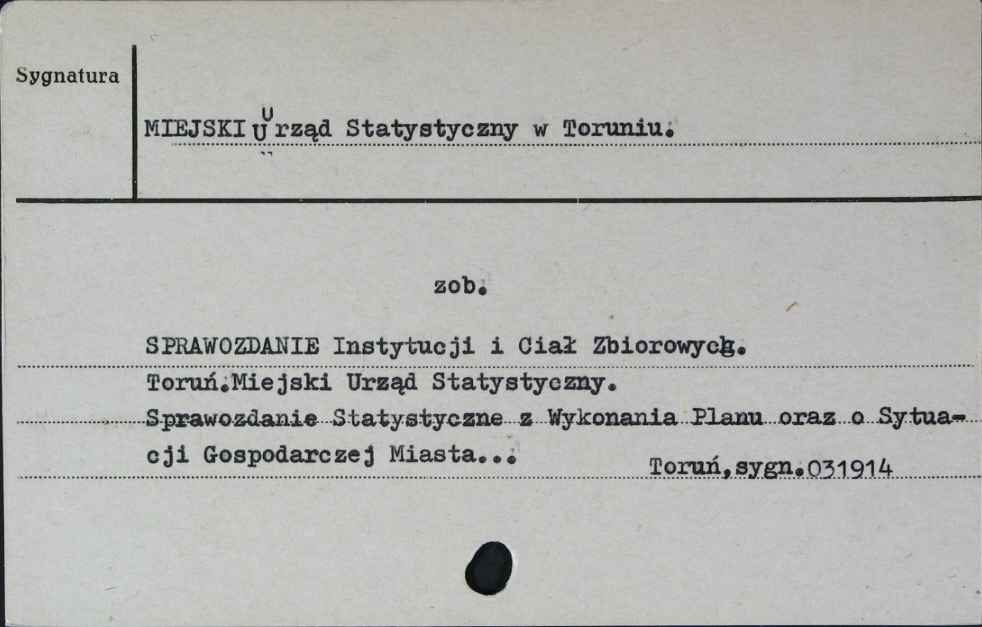 Sygnatura
MIEJSKI Urząd Statystyczny w Toruniu.
zob.
SPRAWOZDANIE Instytucji i Ciał Zbiorowych.
Toruń.Miejski Urząd Statystyczny.
Sprawozdanie Statystyczne z Wykonania Planu oraz o Sytua-
cji Gospodarczej Miasta...
Toruń,sygn.031914